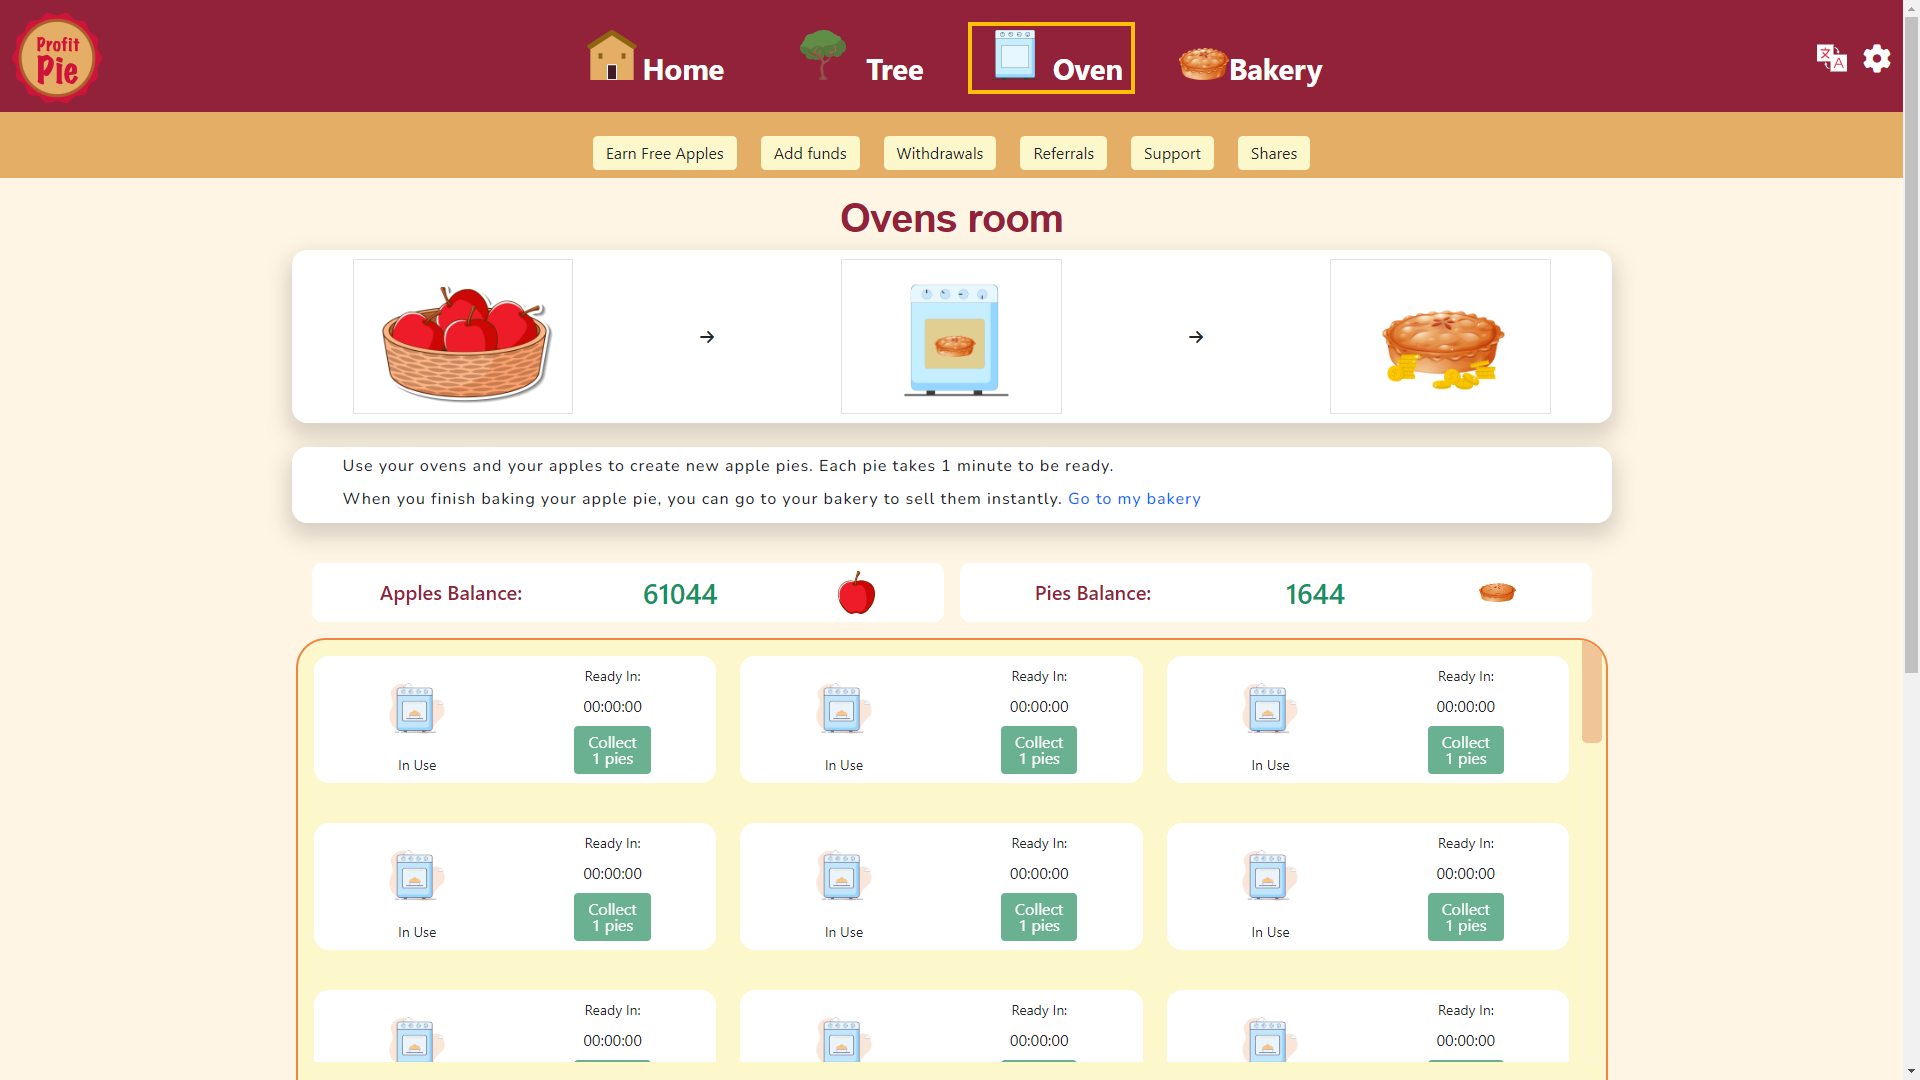 Profit
Pie
Home
Tree
Oven
Bakery
Earn Free Apples
Add funds
Withdrawals
Referrals
Support
Shares
Ovens room
Use your ovens and your apples to create new apple pies. Each pie takes 1 minute to be ready.
When you finish baking your apple pie, you can go to your bakery to sell them instantly. Go to my bakery
Apples Balance: 61044
Pies Balance: 1644
Ready In:
00:00:00
Collect
1 pies
In Use
Ready In:
00:00:00
Collect
1 pies
In Use
Ready In:
00:00:00
Collect
1 pies
In Use
Ready In:
00:00:00
Collect
1 pies
In Use
Ready In:
00:00:00
Collect
1 pies
In Use
Ready In:
00:00:00
Collect
1 pies
In Use
Ready In:
00:00:00
Ready In:
00:00:00
Ready In:
00:00:00